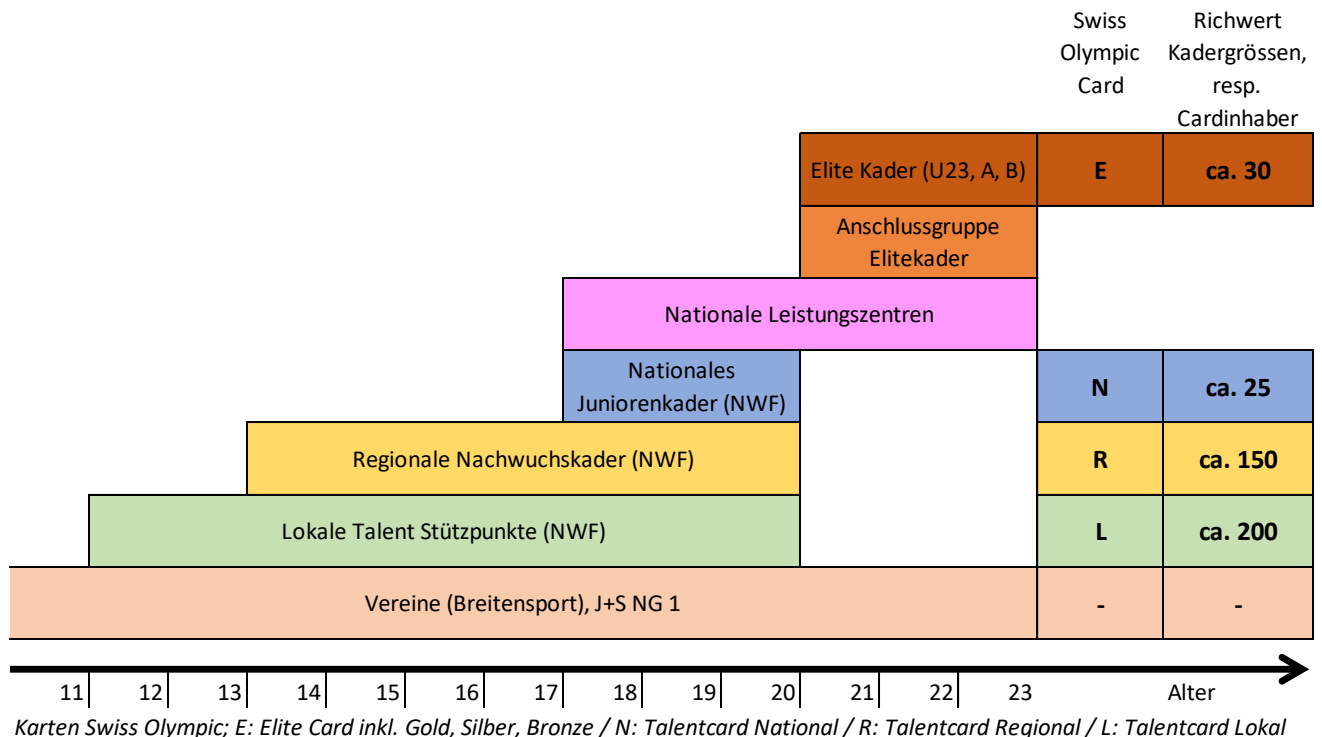 Swiss
Olympic
Card
Richwert
Kadergrössen,
resp.
Cardinhaber
Elite Kader (U23, A, B)
E
ca. 30
Anschlussgruppe
Elitekader
Nationale Leistungszentren
Nationales
Juniorenkader (NWF)
N
ca. 25
Regionale Nachwuchskader (NWF)
R
ca. 150
Lokale Talent Stützpunkte (NWF)
L
ca. 200
Vereine (Breitensport), J+S NG 1
-
-
11 12 13 14 15 16 17 18 19 20 21 22 23 Alter
Karten Swiss Olympic; E: Elite Card inkl. Gold, Silber, Bronze / N: Talentcard National / R: Talentcard Regional / L: Talentcard Lokal